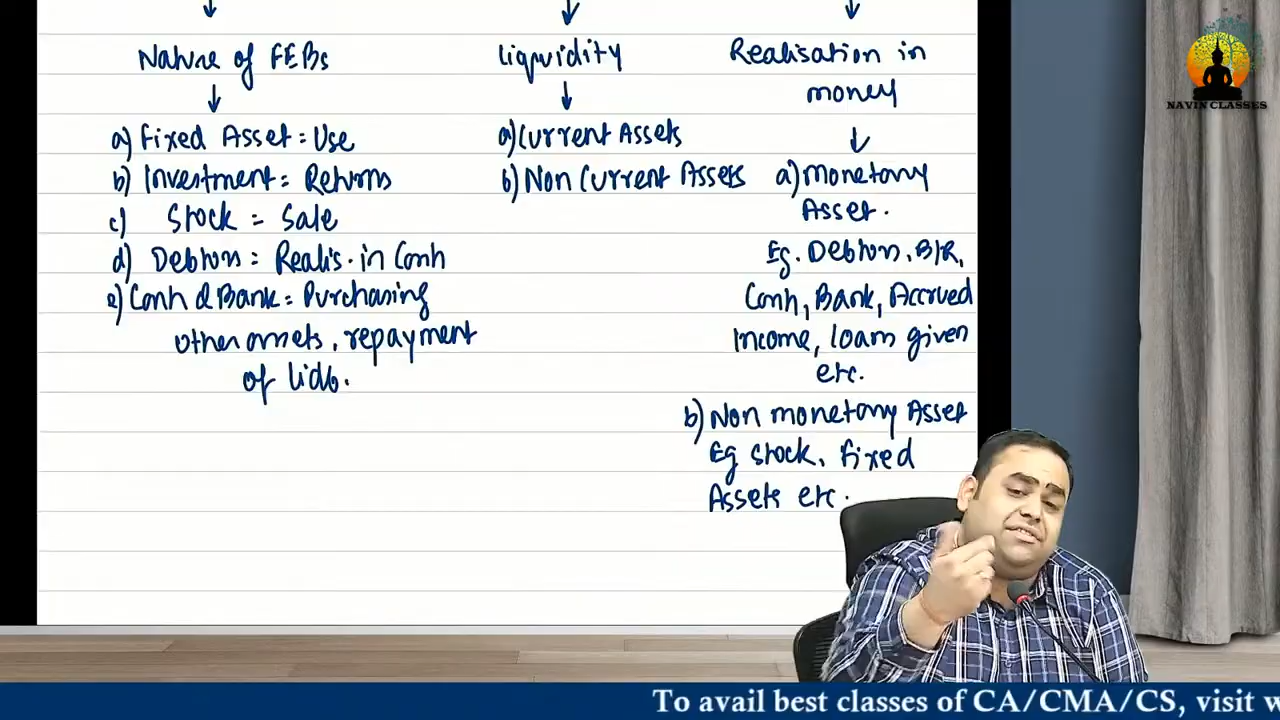 Nature of FEBs
a) Fixed Asset = Use
b) Investment = Returns
c) Stock = Sale
d) Debtors = Realis. in Cash
e) Cash & Bank = Purchasing
other assets, repayment
of liab.
Liquidity
a) Current Assets
b) Non Current Assets
Realisation in
money
a) Monetary
Asset.
Eg. Debtors, B/R,
Cash, Bank, Accrued
Income, loans given
etc.
b) Non monetary Asset
Eg Stock, Fixed
Assets etc.
NAVIN CLASSES
To avail best classes of CA/CMA/CS, visit w